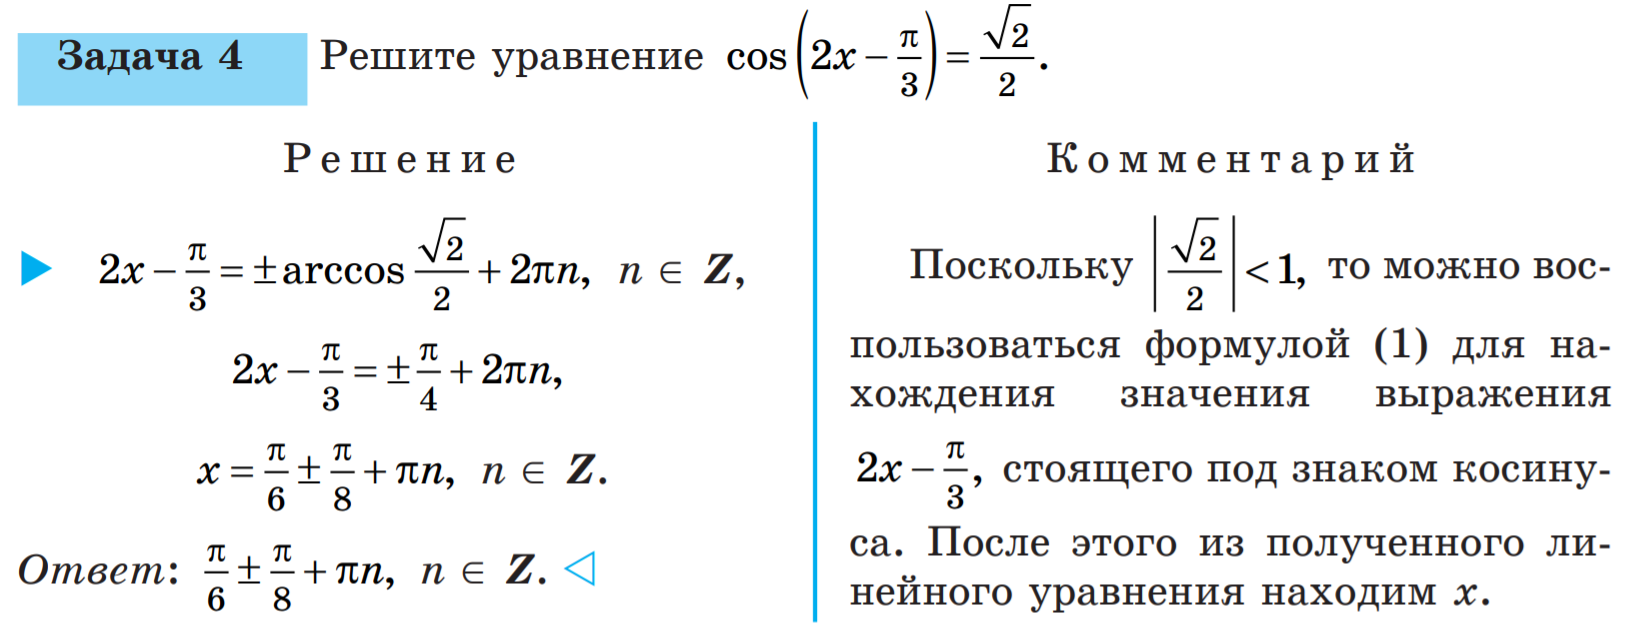 Задача 4 Решите уравнение cos(2x − π/3) = √2/2.
Решение
2x − π/3 = ±arccos √2/2 + 2πn, n ∈ Z,
2x − π/3 = ± π/4 + 2πn,
x = π/6 ± π/8 + πn, n ∈ Z.
Ответ: π/6 ± π/8 + πn, n ∈ Z.
Комментарий
Поскольку |√2/2| < 1, то можно вос-
пользоваться формулой (1) для на-
хождения значения выражения
2x − π/3, стоящего под знаком косину-
са. После этого из полученного ли-
нейного уравнения находим x.